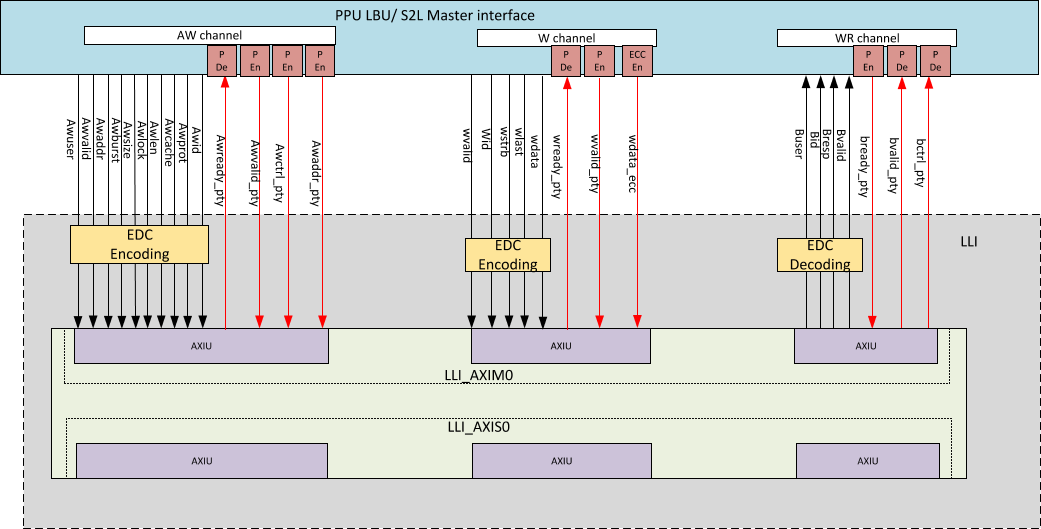 PPU LBU/ S2L Master interface
AW channel
W channel
WR channel
P
De
P
En
P
En
P
En
P
De
P
En
ECC
En
P
En
P
De
P
De
Awuser
Awvalid
Awaddr
Awburst
Awsize
Awlock
Awlen
Awcache
Awprot
Awid
Awready_pty
Awvalid_pty
Awctrl_pty
Awaddr_pty
wvalid
Wid
wstrb
wlast
wdata
wready_pty
wvalid_pty
wdata_ecc
Buser
Bid
Bresp
Bvalid
bready_pty
bvalid_pty
bctrl_pty
EDC
Encoding
EDC
Encoding
EDC
Decoding
LLI
AXIU
AXIU
AXIU
LLI_AXIM0
LLI_AXIS0
AXIU
AXIU
AXIU